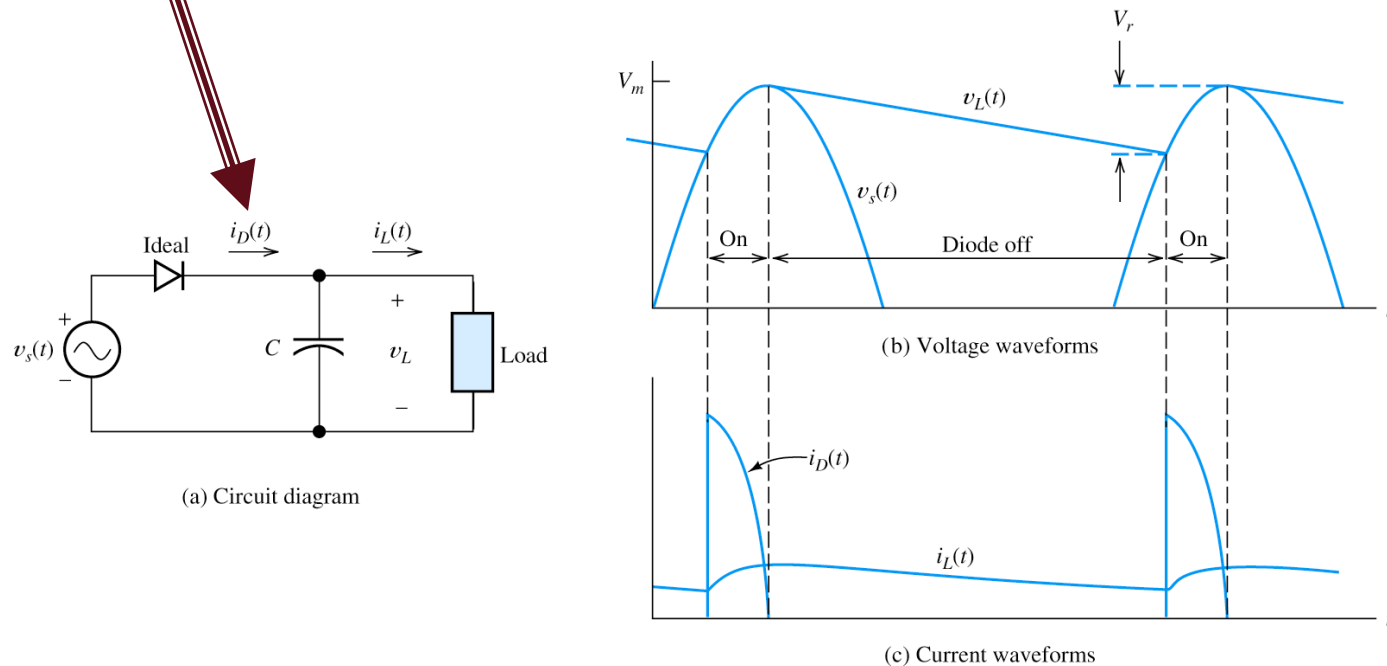 i_D(t)
i_L(t)
Ideal
+
v_s(t)
−
C
+
v_L
−
Load
(a) Circuit diagram
V_r
V_m
v_L(t)
v_s(t)
On
Diode off
On
(b) Voltage waveforms
i_D(t)
i_L(t)
(c) Current waveforms